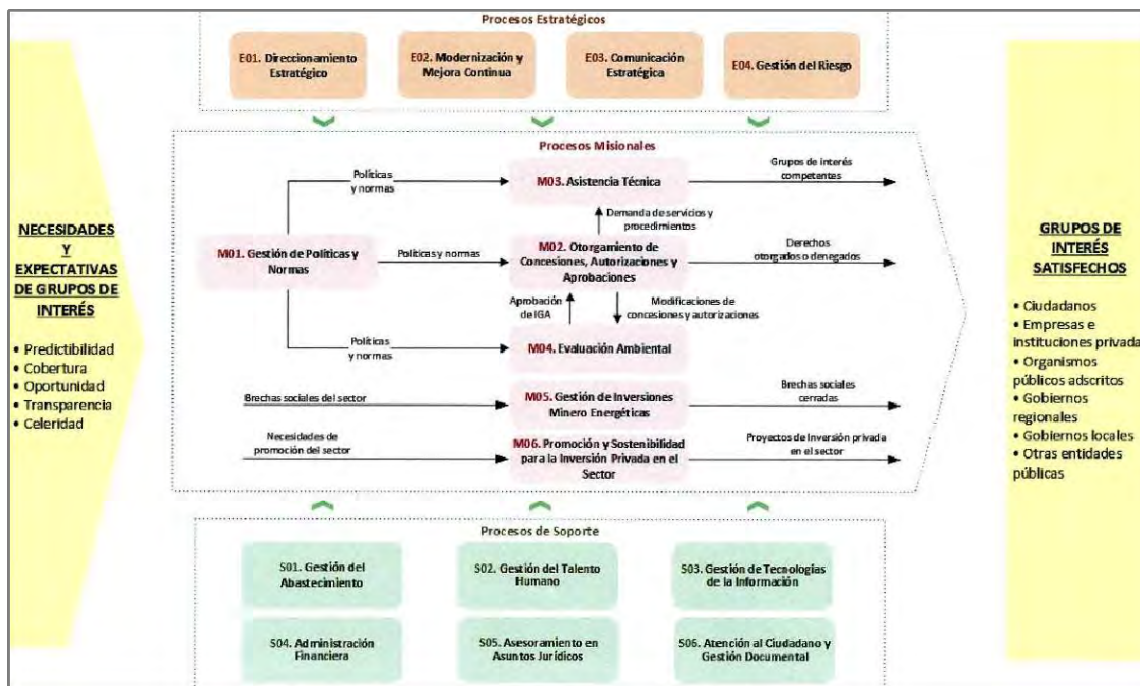 Procesos Estratégicos
E01. Direccionamiento
Estratégico
E02. Modernización y
Mejora Continua
E03. Comunicación
Estratégica
E04. Gestión del Riesgo
NECESIDADES
Y
EXPECTATIVAS
DE GRUPOS DE
INTERÉS
• Predictibilidad
• Cobertura
• Oportunidad
• Transparencia
• Celeridad
Procesos Misionales
Políticas
y normas
M03. Asistencia Técnica
Grupos de interés
competentes
Demanda de servicios y
procedimientos
M01. Gestión de Políticas y
Normas
Políticas y normas
M02. Otorgamiento de
Concesiones, Autorizaciones y
Aprobaciones
Derechos
otorgados o denegados
Aprobación
de IGA
Modificaciones de
concesiones y autorizaciones
Políticas
y normas
M04. Evaluación Ambiental
Brechas sociales del sector
M05. Gestión de Inversiones
Minero Energéticas
Brechas sociales
cerradas
Necesidades de
promoción del sector
M06. Promoción y Sostenibilidad
para la Inversión Privada en el
Sector
Proyectos de Inversión privada
en el sector
GRUPOS DE
INTERÉS
SATISFECHOS
• Ciudadanos
• Empresas e
instituciones privada
• Organismos
públicos adscritos
• Gobiernos
regionales
• Gobiernos locales
• Otras entidades
públicas
Procesos de Soporte
S01. Gestión del
Abastecimiento
S02. Gestión del Talento
Humano
S03. Gestión de Tecnologías
de la Información
S04. Administración
Financiera
S05. Asesoramiento en
Asuntos Jurídicos
S06. Atención al Ciudadano y
Gestión Documental